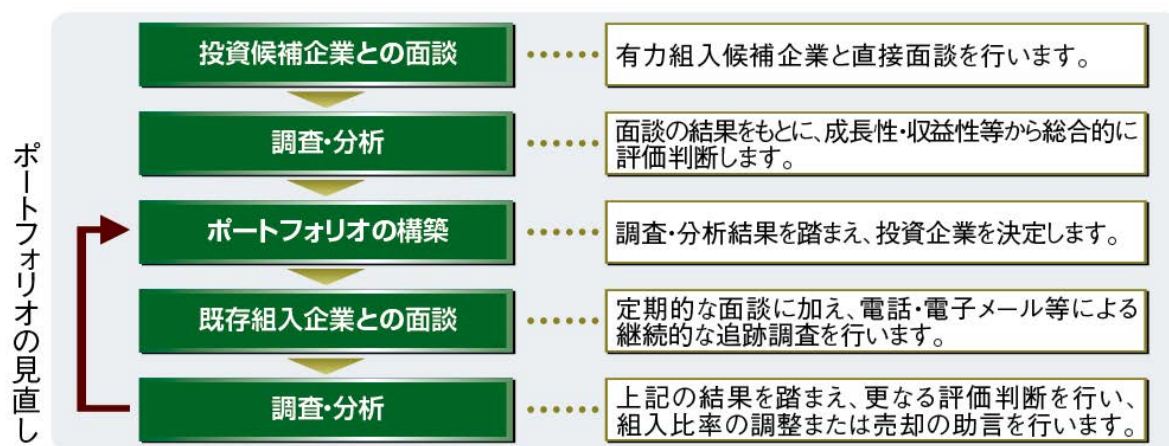 投資候補企業との面談
有力組入候補企業と直接面談を行います。
調査・分析
面談の結果をもとに、成長性・収益性等から総合的に
評価判断します。
ポートフォリオの構築
調査・分析結果を踏まえ、投資企業を決定します。
既存組入企業との面談
定期的な面談に加え、電話・電子メール等による
継続的な追跡調査を行います。
調査・分析
上記の結果を踏まえ、更なる評価判断を行い、
組入比率の調整または売却の助言を行います。
ポートフォリオの見直し